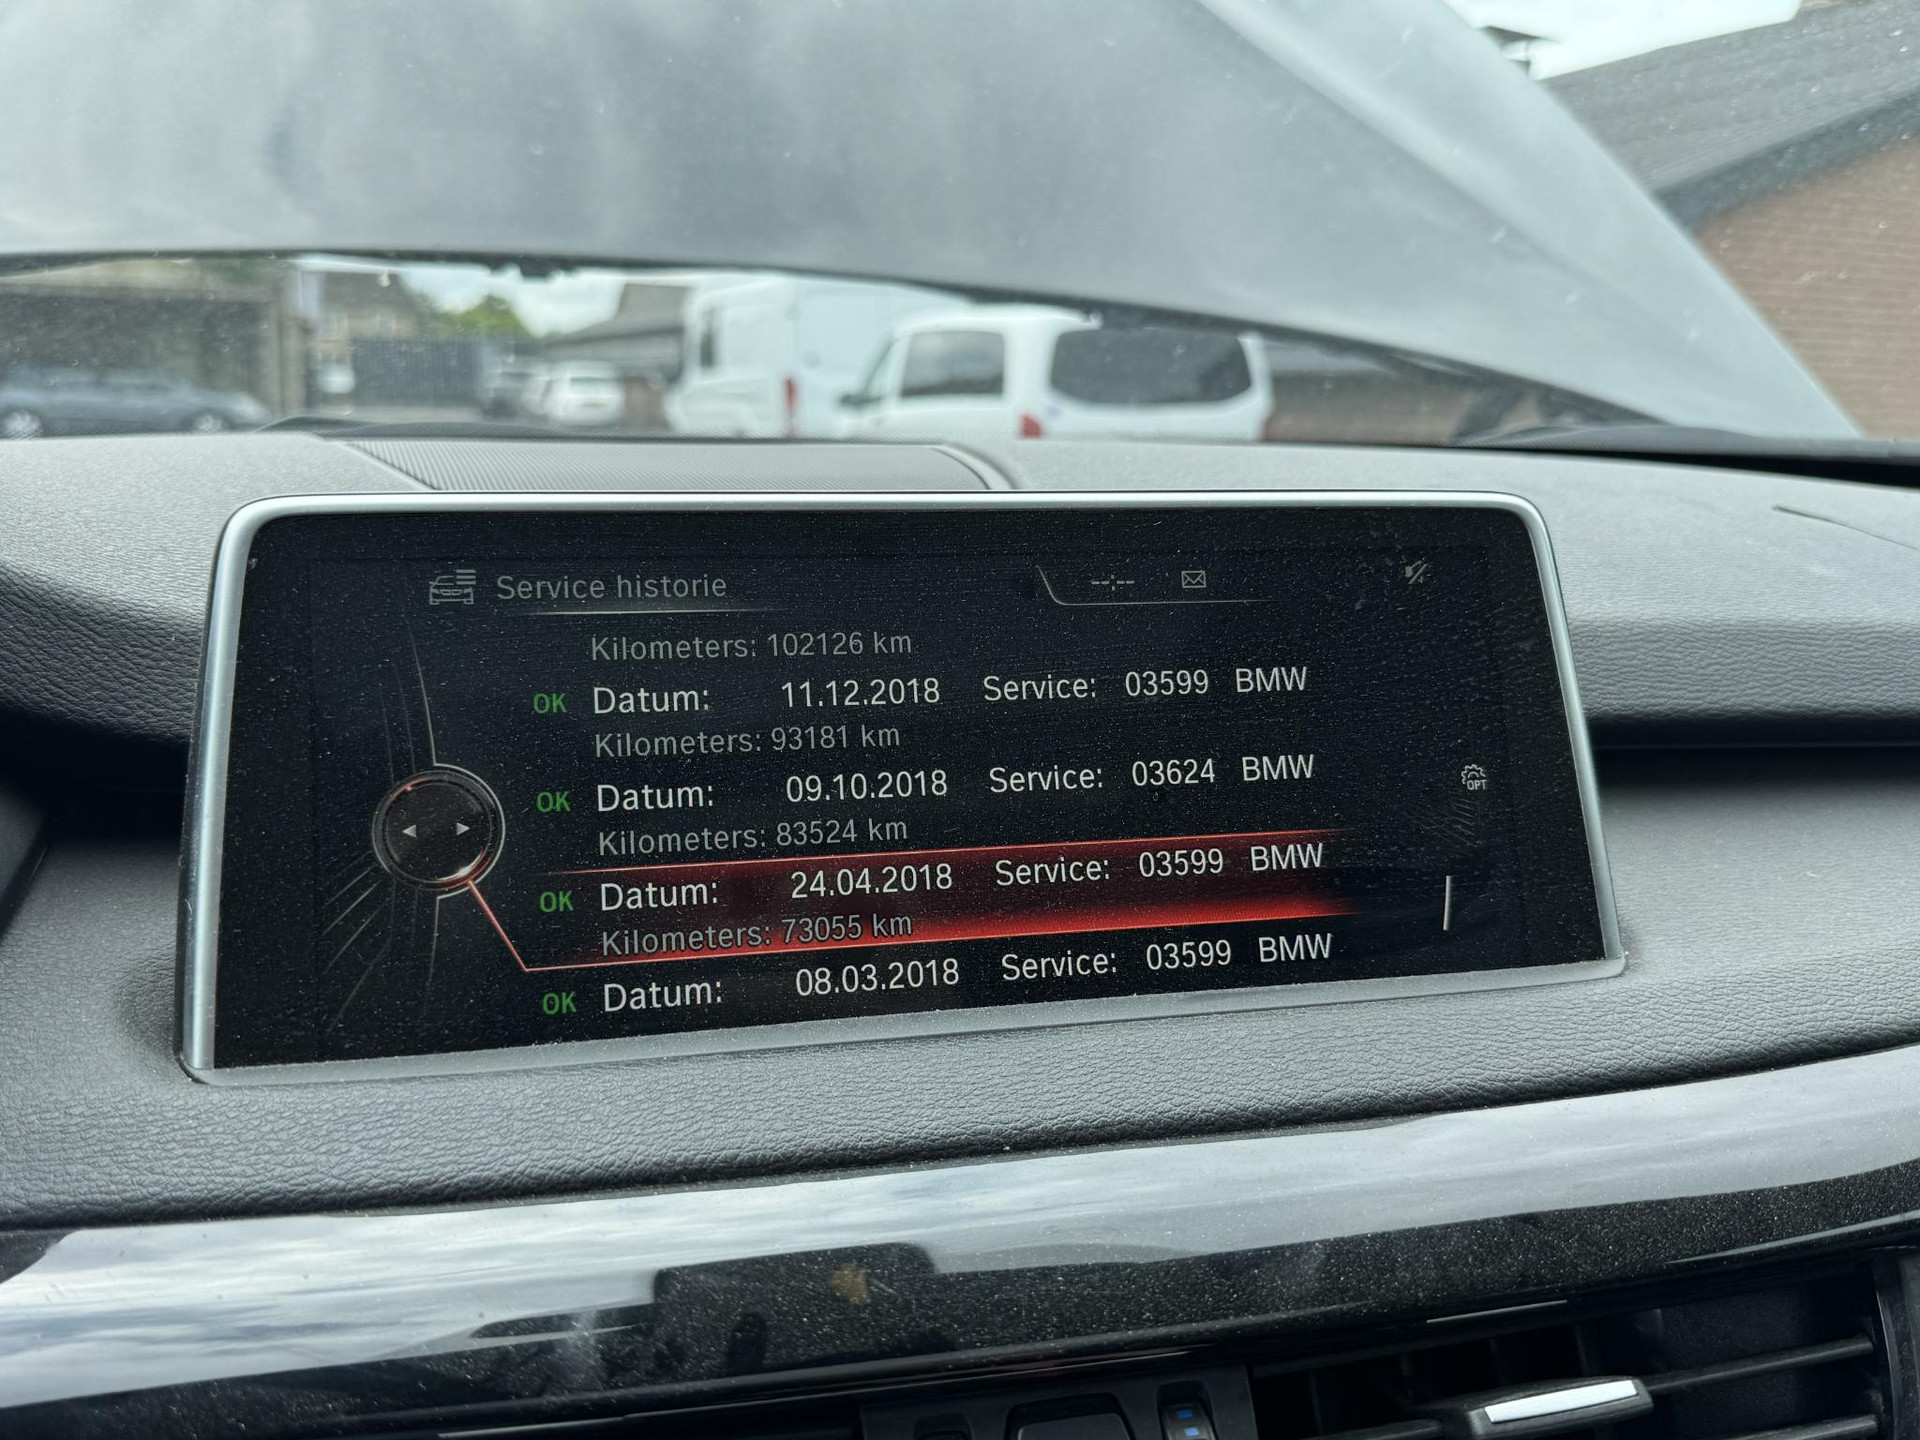 Service historie --:--
Kilometers: 102126 km
OK Datum: 11.12.2018 Service: 03599 BMW
Kilometers: 93181 km
OK Datum: 09.10.2018 Service: 03624 BMW
Kilometers: 83524 km
OPT
OK Datum: 24.04.2018 Service: 03599 BMW
Kilometers: 73055 km
OK Datum: 08.03.2018 Service: 03599 BMW